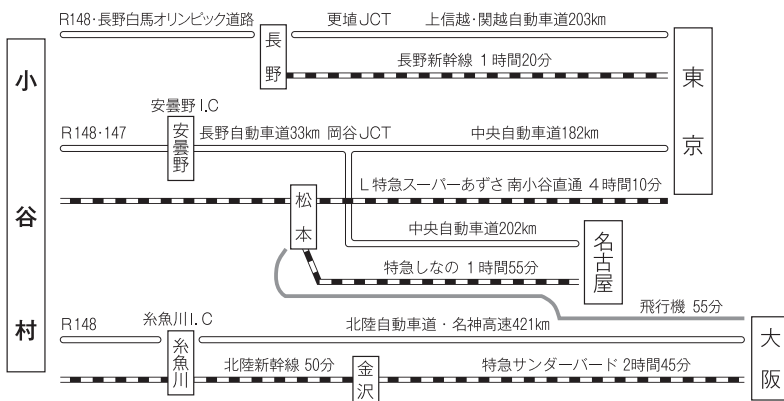 小谷村
R148・長野白馬オリンピック道路
長野
更埴JCT
上信越・関越自動車道203km
長野新幹線 1時間20分
東京
安曇野I.C
R148・147
安曇野
長野自動車道33km
岡谷JCT
中央自動車道182km
L特急スーパーあずさ 南小谷直通 4時間10分
松本
中央自動車道202km
名古屋
特急しなの 1時間55分
飛行機 55分
R148
糸魚川I.C
糸魚川
北陸自動車道・名神高速421km
大阪
北陸新幹線 50分
金沢
特急サンダーバード 2時間45分